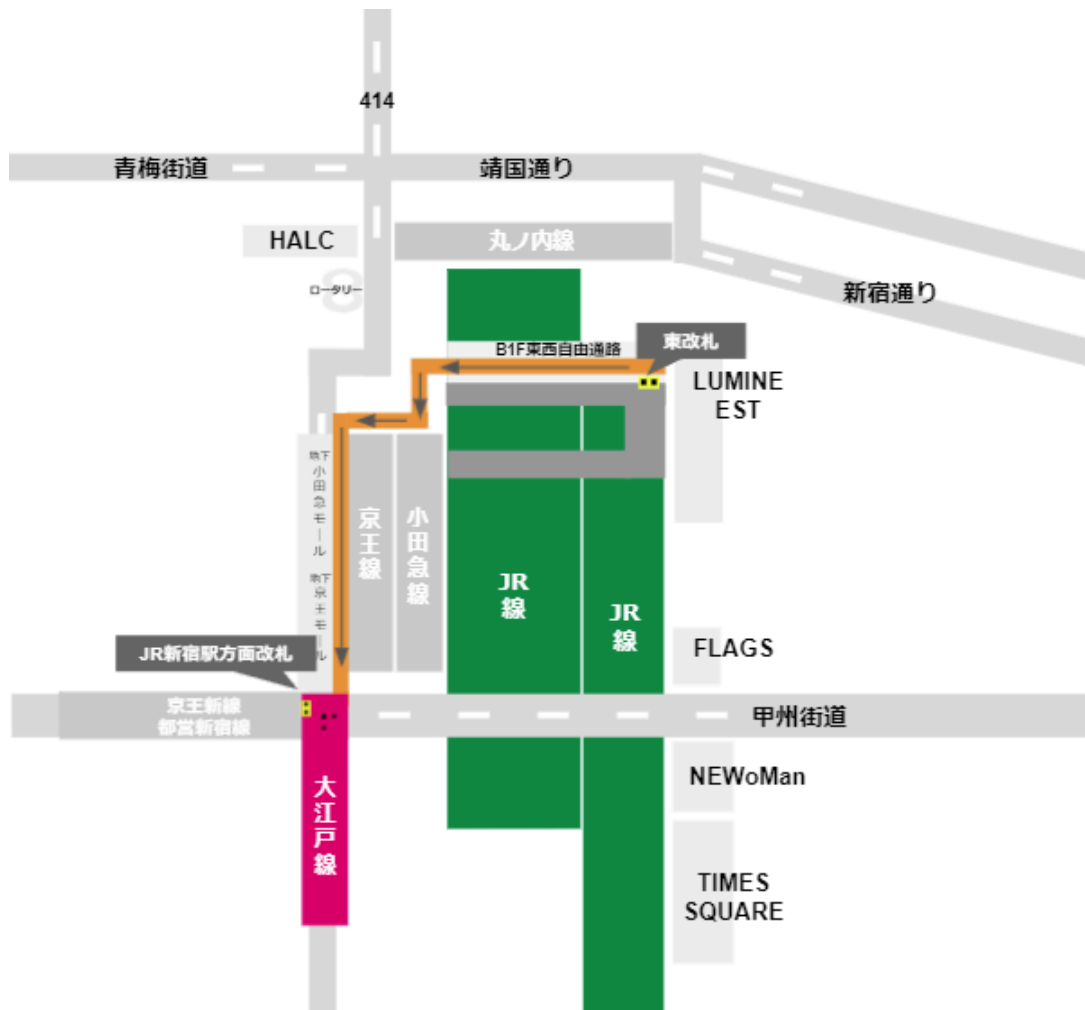 414
青梅街道
靖国通り
HALC
丸ノ内線
ロータリー
新宿通り
東改札
B1F東西自由通路
LUMINE
EST
地下
小田急モール
京王線
小田急線
JR
線
地下
京王モール
JR
線
FLAGS
JR新宿駅方面改札
京王新線
都営新宿線
甲州街道
大江戸線
NEWoMan
TIMES
SQUARE